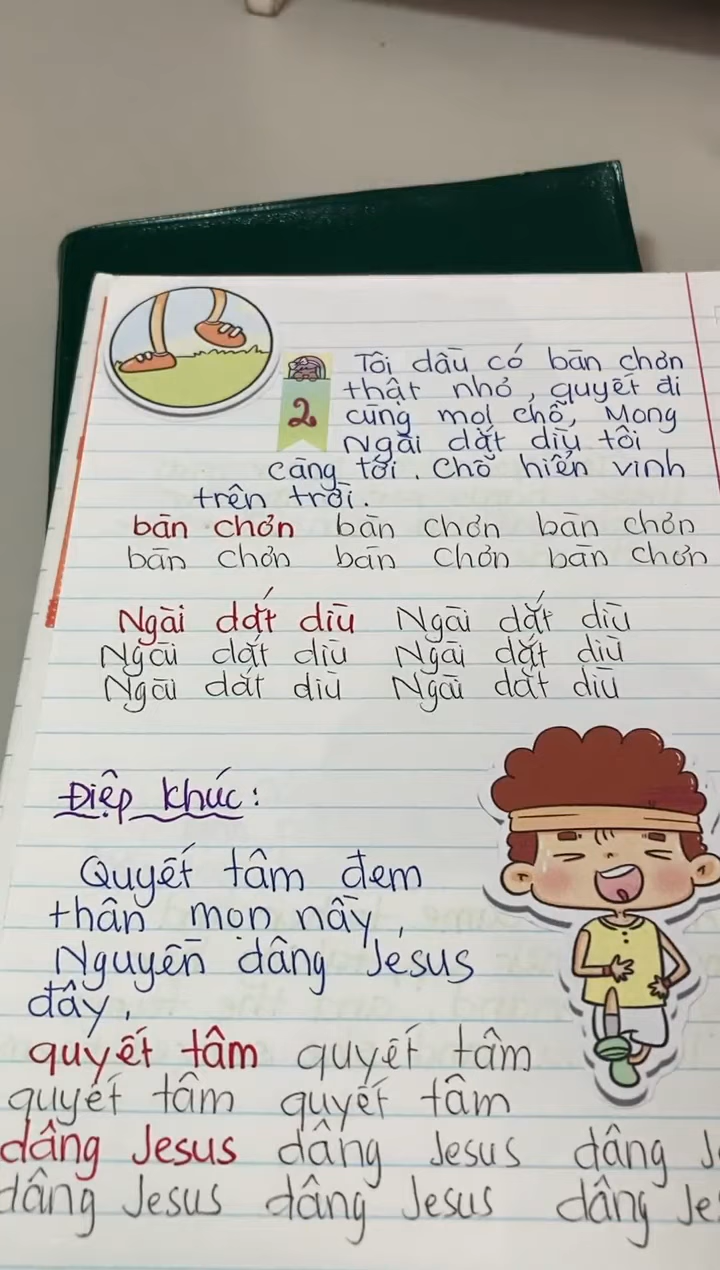 2
Tôi dầu có bàn chơn
thật nhỏ, quyết đi
cùng mọi chỗ, Mong
Ngài dắt dìu tôi
càng tới. Chỗ hiển vinh
trên trời.
bàn chơn bàn chơn bàn chơn
bàn chơn bàn chơn bàn chơn
Ngài dắt dìu Ngài dắt dìu
Ngài dắt dìu Ngài dắt dìu
Ngài dắt dìu Ngài dắt dìu
Điệp khúc:
Quyết tâm đem
thân mọn nầy,
Nguyền dâng Jesus
đây.
quyết tâm quyết tâm
quyết tâm quyết tâm
dâng Jesus dâng Jesus dâng J
dâng Jesus dâng Jesus dâng Je